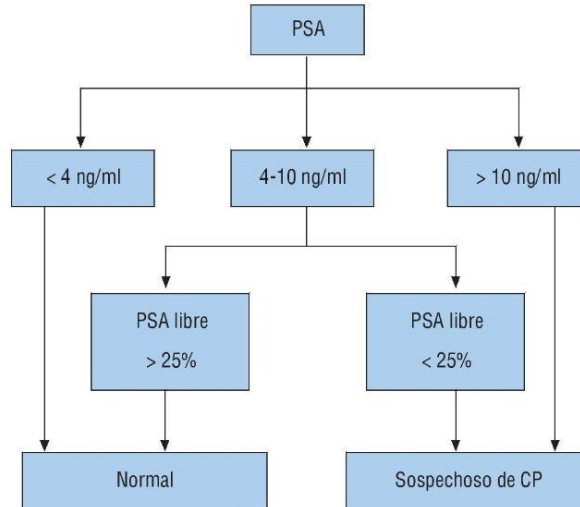 PSA
< 4 ng/ml
4-10 ng/ml
> 10 ng/ml
PSA libre
> 25%
PSA libre
< 25%
Normal
Sospechoso de CP